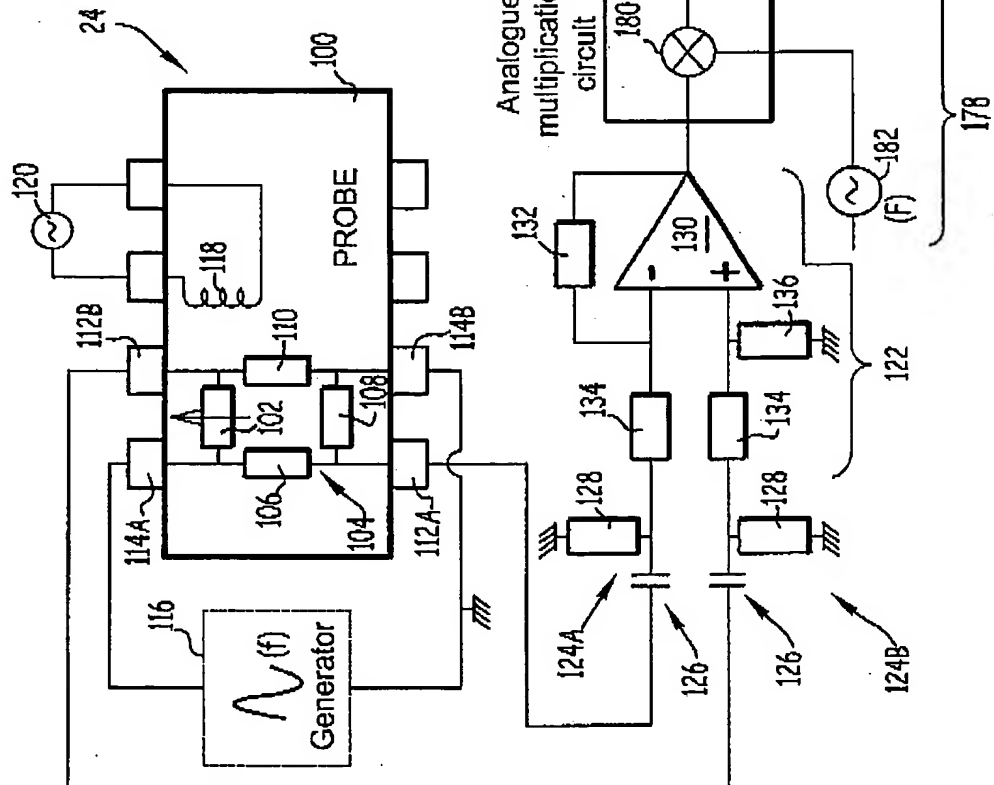 24
120
100
PROBE
118
112B
114B
110
108
102
106
104
114A
112A
116
(f)
Generator
Analogue
multiplicatio
circuit
180
182
(F)
178
132
130
-
+
136
122
134
134
128
128
124A
126
126
124B